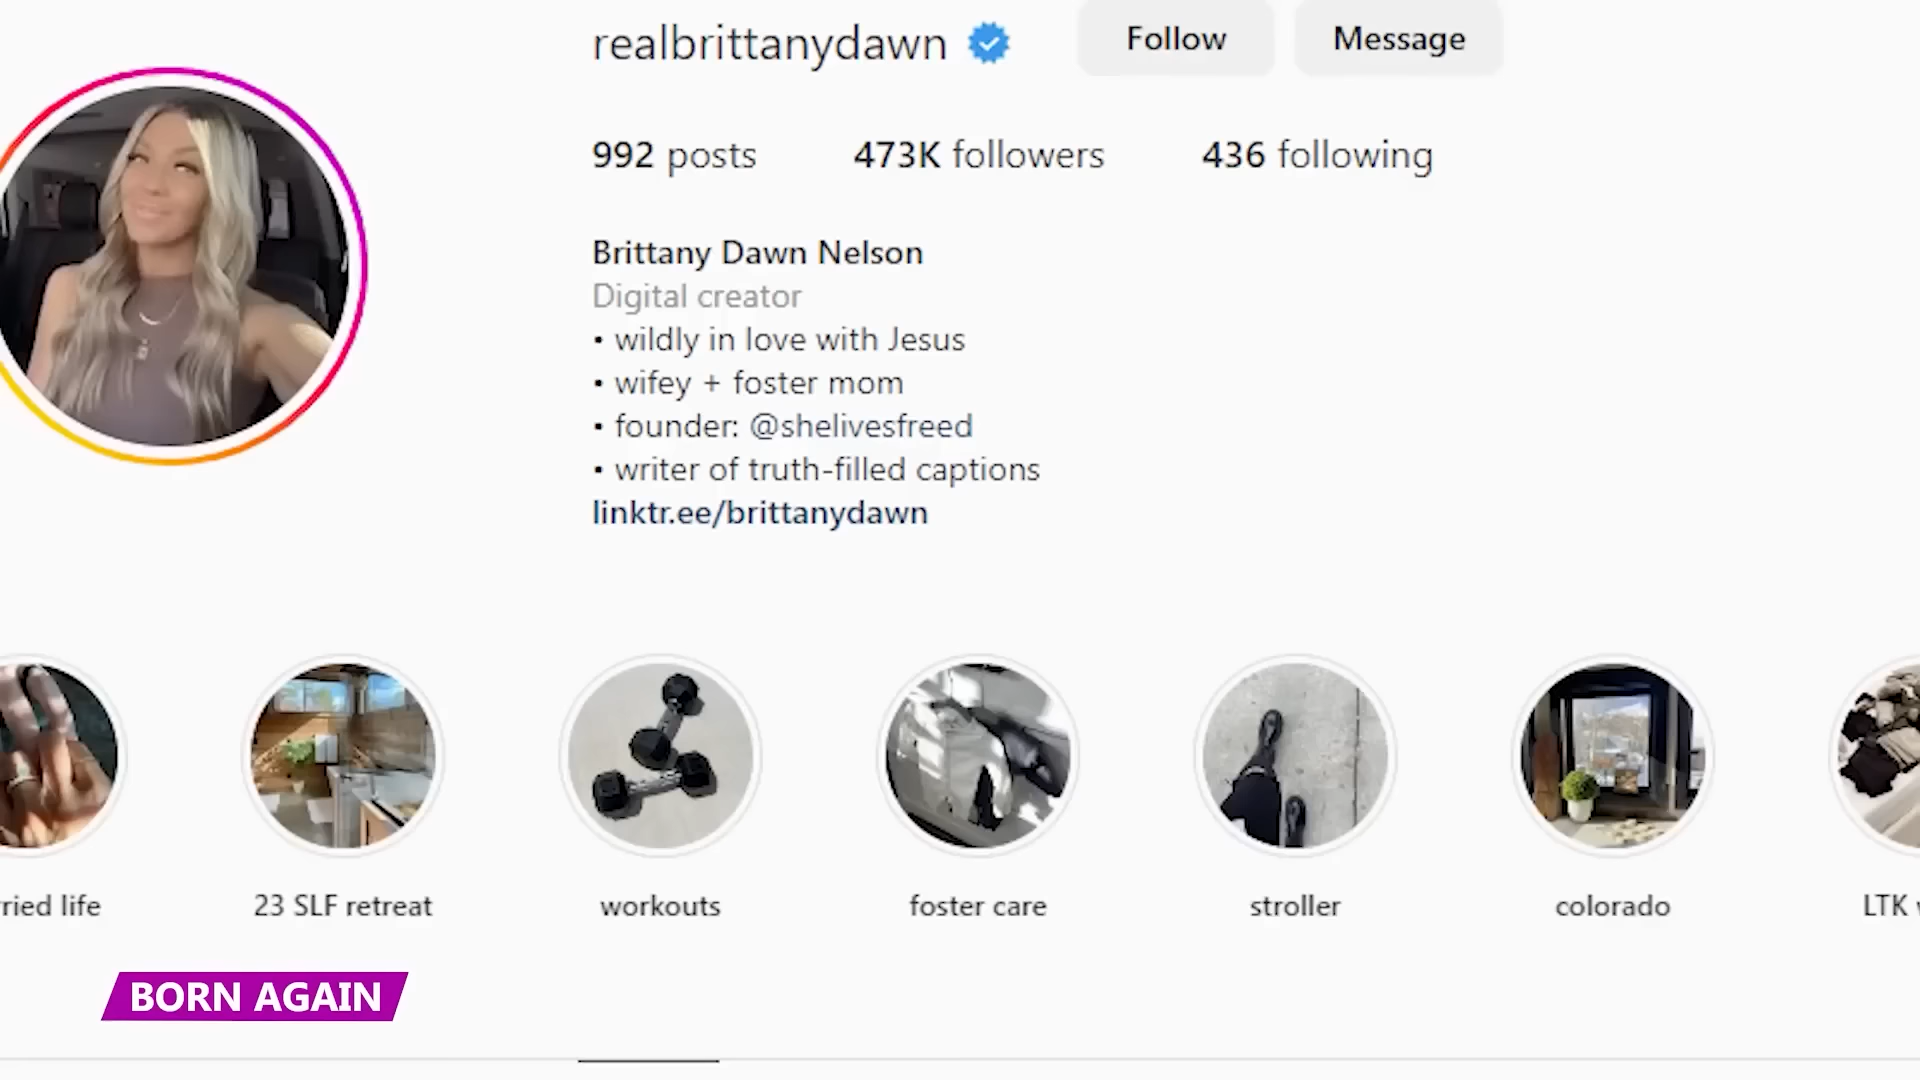 realbrittanydawn
Follow
Message
992 posts
473K followers
436 following
Brittany Dawn Nelson
Digital creator
• wildly in love with Jesus
• wifey + foster mom
• founder: @shelivesfreed
• writer of truth-filled captions
linktr.ee/brittanydawn
ried life
23 SLF retreat
workouts
foster care
stroller
colorado
LTK
BORN AGAIN